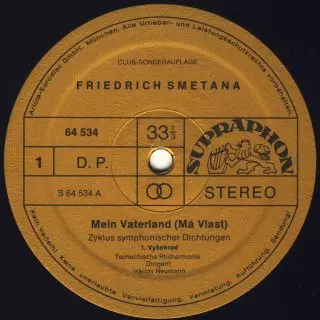 Ariola-Eurodisc GmbH., München. Alle Urheber- und Leistungsschutzrechte vorbehalten.
CLUB-SONDERAUFLAGE
FRIEDRICH SMETANA
64 534
33 1/3
SUPRAPHON
1
D. P.
S 64 534 A
STEREO
Mein Vaterland (Má Vlast)
Zyklus symphonischer Dichtungen
1. Vyšehrad
Tschechische Philharmonie
Dirigent:
Václav Neumann
Kein Verleih! Keine unerlaubte Vervielfältigung, Vermietung, Aufführung, Sendung!